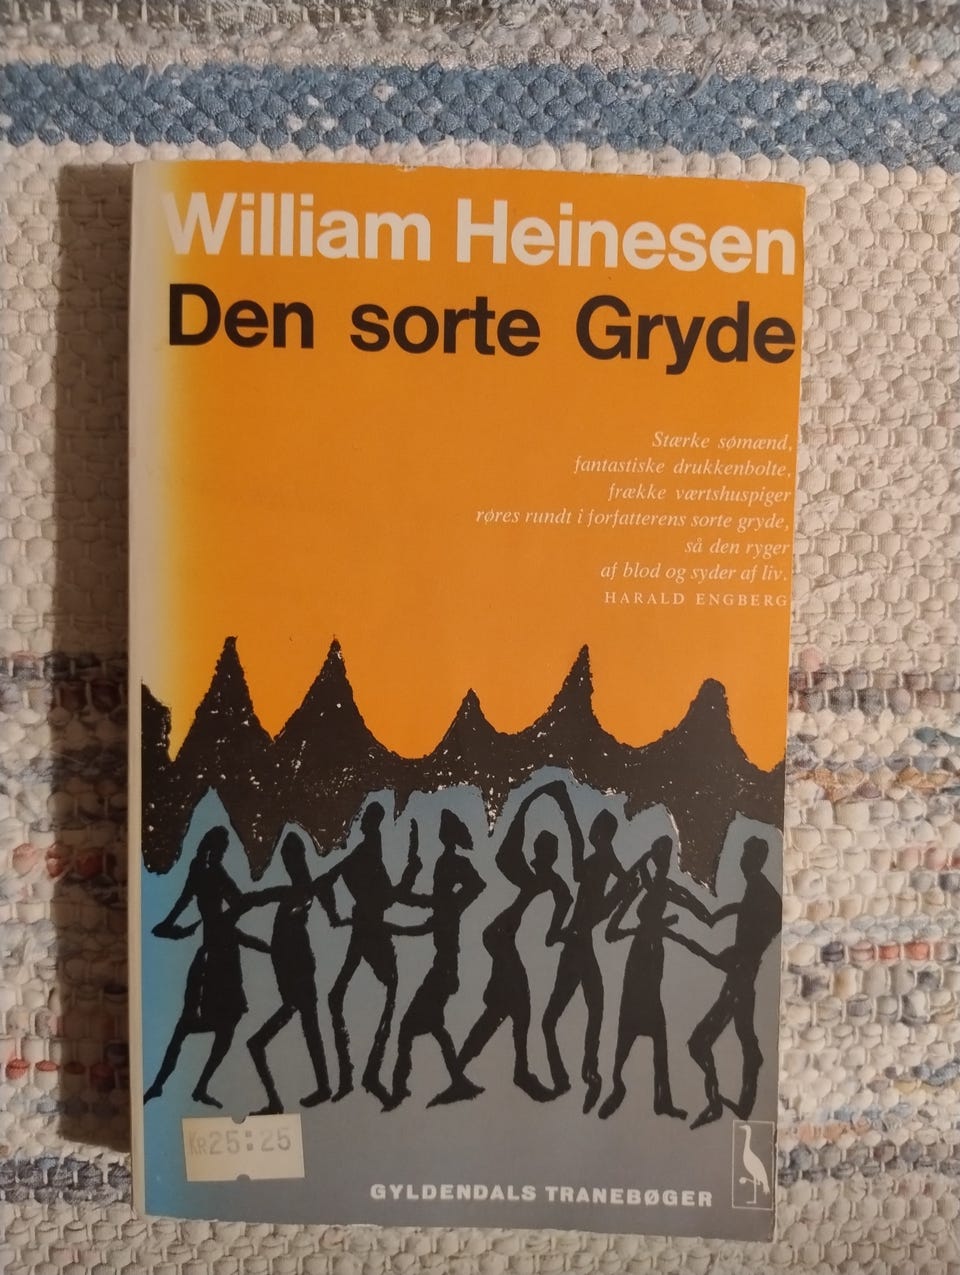 William Heinesen
Den sorte Gryde
Stærke sømænd,
fantastiske drukkenbolte,
frække værtshuspiger
røres rundt i forfatterens sorte gryde,
så den ryger
af blod og syder af liv.
HARALD ENGBERG
KR25:25
GYLDENDALS TRANEBØGER